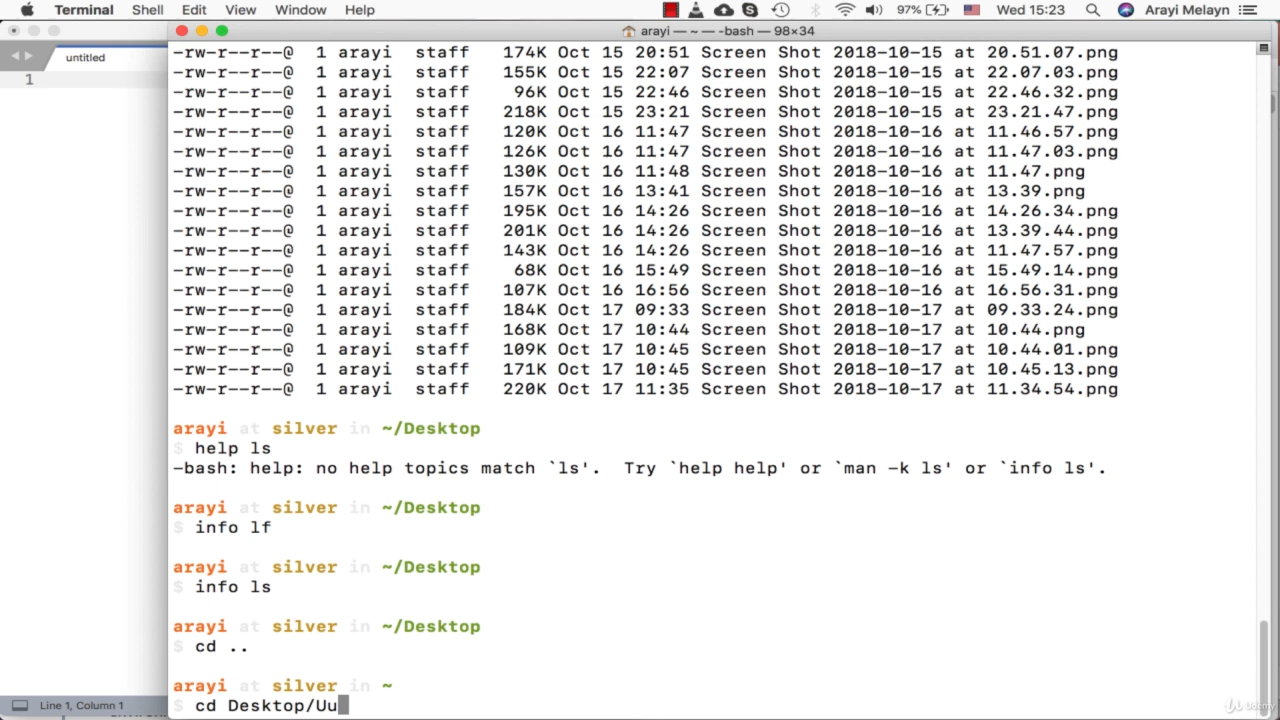 Terminal Shell Edit View Window Help 97% Wed 15:23 Arayi Melayn
arayi — ~ — -bash — 98×34
untitled
1
-rw-r--r--@ 1 arayi staff 174K Oct 15 20:51 Screen Shot 2018-10-15 at 20.51.07.png
-rw-r--r--@ 1 arayi staff 155K Oct 15 22:07 Screen Shot 2018-10-15 at 22.07.03.png
-rw-r--r--@ 1 arayi staff 96K Oct 15 22:46 Screen Shot 2018-10-15 at 22.46.32.png
-rw-r--r--@ 1 arayi staff 218K Oct 15 23:21 Screen Shot 2018-10-15 at 23.21.47.png
-rw-r--r--@ 1 arayi staff 120K Oct 16 11:47 Screen Shot 2018-10-16 at 11.46.57.png
-rw-r--r--@ 1 arayi staff 126K Oct 16 11:47 Screen Shot 2018-10-16 at 11.47.03.png
-rw-r--r--@ 1 arayi staff 130K Oct 16 11:48 Screen Shot 2018-10-16 at 11.47.png
-rw-r--r--@ 1 arayi staff 157K Oct 16 13:41 Screen Shot 2018-10-16 at 13.39.png
-rw-r--r--@ 1 arayi staff 195K Oct 16 14:26 Screen Shot 2018-10-16 at 14.26.34.png
-rw-r--r--@ 1 arayi staff 201K Oct 16 14:26 Screen Shot 2018-10-16 at 13.39.44.png
-rw-r--r--@ 1 arayi staff 143K Oct 16 14:26 Screen Shot 2018-10-16 at 11.47.57.png
-rw-r--r--@ 1 arayi staff 68K Oct 16 15:49 Screen Shot 2018-10-16 at 15.49.14.png
-rw-r--r--@ 1 arayi staff 107K Oct 16 16:56 Screen Shot 2018-10-16 at 16.56.31.png
-rw-r--r--@ 1 arayi staff 184K Oct 17 09:33 Screen Shot 2018-10-17 at 09.33.24.png
-rw-r--r--@ 1 arayi staff 168K Oct 17 10:44 Screen Shot 2018-10-17 at 10.44.png
-rw-r--r--@ 1 arayi staff 109K Oct 17 10:45 Screen Shot 2018-10-17 at 10.44.01.png
-rw-r--r--@ 1 arayi staff 171K Oct 17 10:45 Screen Shot 2018-10-17 at 10.45.13.png
-rw-r--r--@ 1 arayi staff 220K Oct 17 11:35 Screen Shot 2018-10-17 at 11.34.54.png
arayi at silver in ~/Desktop
$ help ls
-bash: help: no help topics match `ls'. Try `help help' or `man -k ls' or `info ls'.
arayi at silver in ~/Desktop
$ info lf
arayi at silver in ~/Desktop
$ info ls
arayi at silver in ~/Desktop
$ cd ..
arayi at silver in ~
$ cd Desktop/Uu
Line 1, Column 1
Udemy